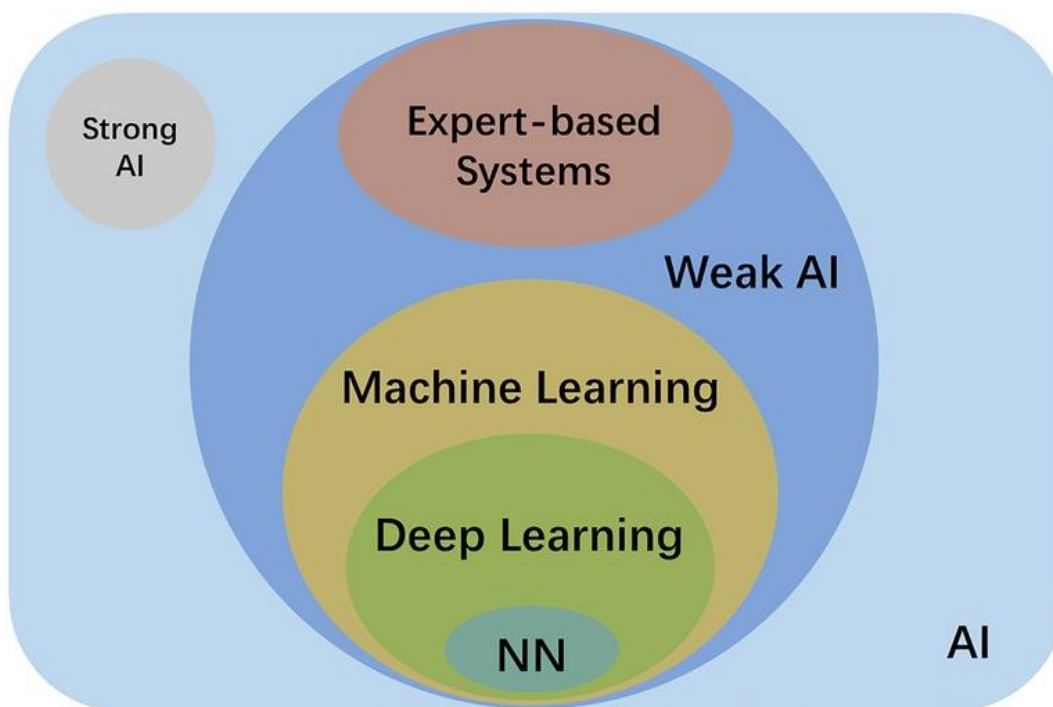 Strong
AI
Expert-based
Systems
Weak AI
Machine Learning
Deep Learning
NN
AI